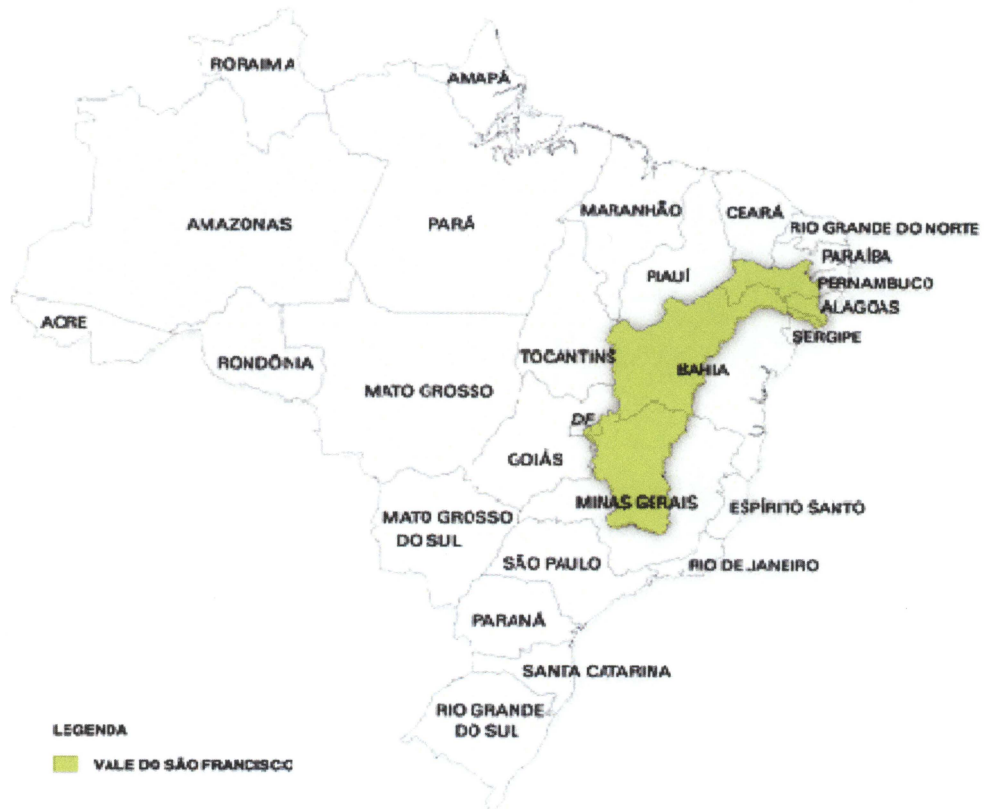 RORAIMA
AMAPÁ
AMAZONAS
PARÁ
MARANHÃO
CEARÁ
RIO GRANDE DO NORTE
PARAÍBA
PIAUÍ
PERNAMBUCO
ALAGOAS
SERGIPE
ACRE
RONDÔNIA
TOCANTINS
BAHIA
MATO GROSSO
DF
GOIÁS
MINAS GERAIS
ESPÍRITO SANTO
MATO GROSSO
DO SUL
SÃO PAULO
RIO DE JANEIRO
PARANÁ
SANTA CATARINA
RIO GRANDE
DO SUL
LEGENDA
VALE DO SÃO FRANCISCO